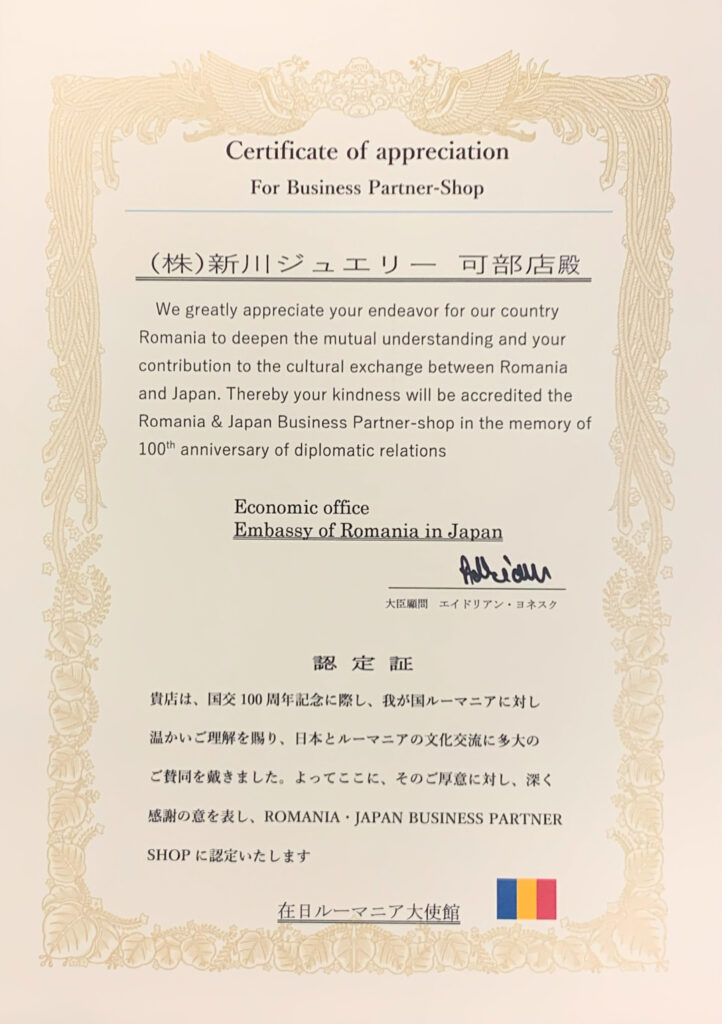 Certificate of appreciation
For Business Partner-Shop
(株)新川ジュエリー 可部店殿
We greatly appreciate your endeavor for our country
Romania to deepen the mutual understanding and your
contribution to the cultural exchange between Romania
and Japan. Thereby your kindness will be accredited the
Romania & Japan Business Partner-shop in the memory of
100th anniversary of diplomatic relations
Economic office
Embassy of Romania in Japan
大臣顧問 エイドリアン・ヨネスク
認 定 証
貴店は、国交 100 周年記念に際し、我が国ルーマニアに対し
温かいご理解を賜り、日本とルーマニアの文化交流に多大の
ご賛同を戴きました。よってここに、そのご厚意に対し、深く
感謝の意を表し、ROMANIA・JAPAN BUSINESS PARTNER
SHOP に認定いたします
在日ルーマニア大使館